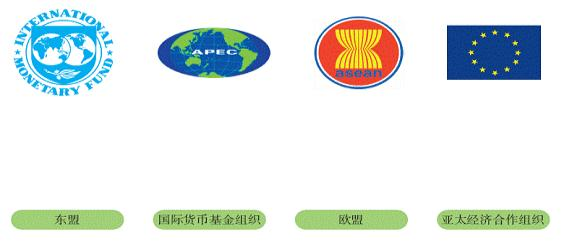 INTERNATIONAL MONETARY FUND
APEC
asean
东盟
国际货币基金组织
欧盟
亚太经济合作组织